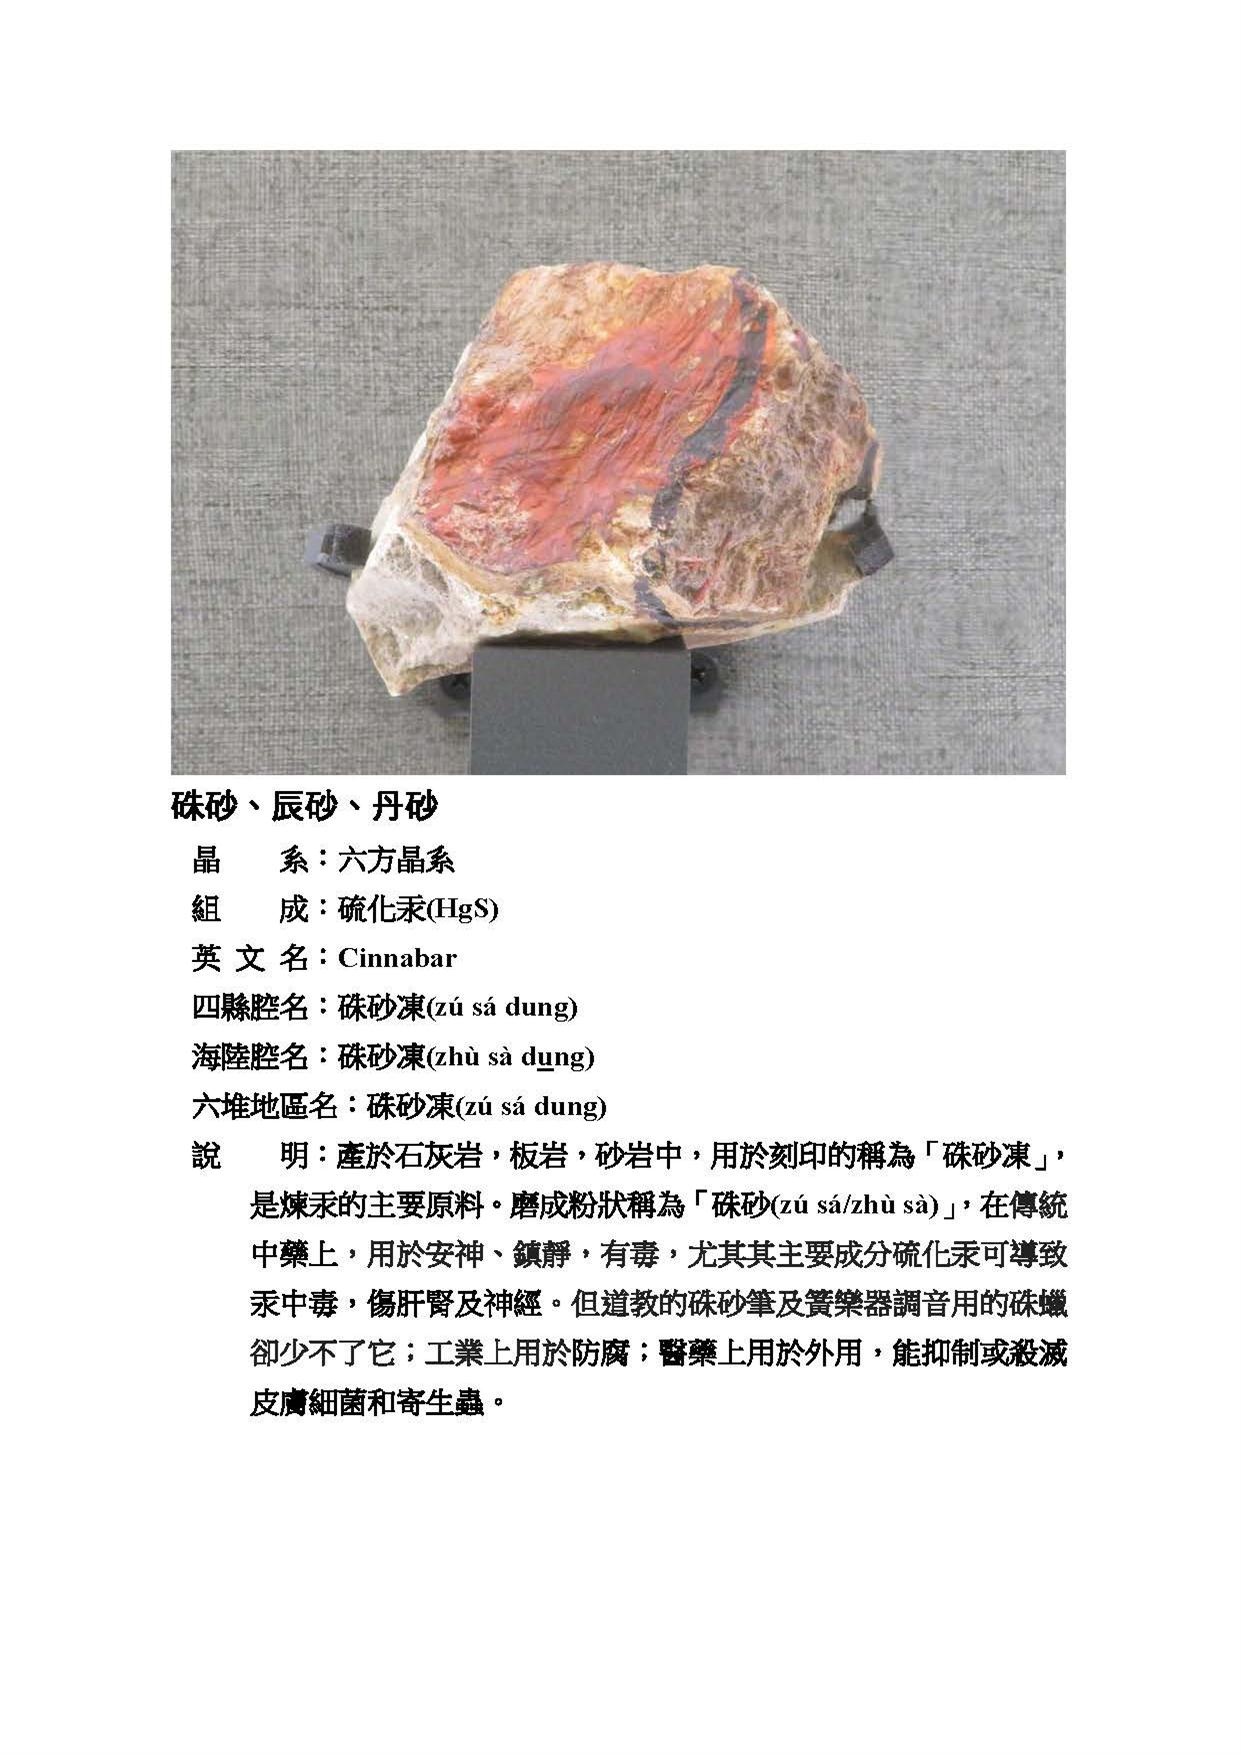 硃砂、辰砂、丹砂
晶　　系：六方晶系
組　　成：硫化汞(HgS)
英 文 名：Cinnabar
四縣腔名：硃砂凍(zú sá dung)
海陸腔名：硃砂凍(zhù sà dung)
六堆地區名：硃砂凍(zú sá dung)
說　　明：產於石灰岩，板岩，砂岩中，用於刻印的稱為「硃砂凍」，
是煉汞的主要原料。磨成粉狀稱為「硃砂(zú sá/zhù sà)」，在傳統
中藥上，用於安神、鎮靜，有毒，尤其其主要成分硫化汞可導致
汞中毒，傷肝腎及神經。但道教的硃砂筆及簧樂器調音用的硃蠟
卻少不了它；工業上用於防腐；醫藥上用於外用，能抑制或殺滅
皮膚細菌和寄生蟲。